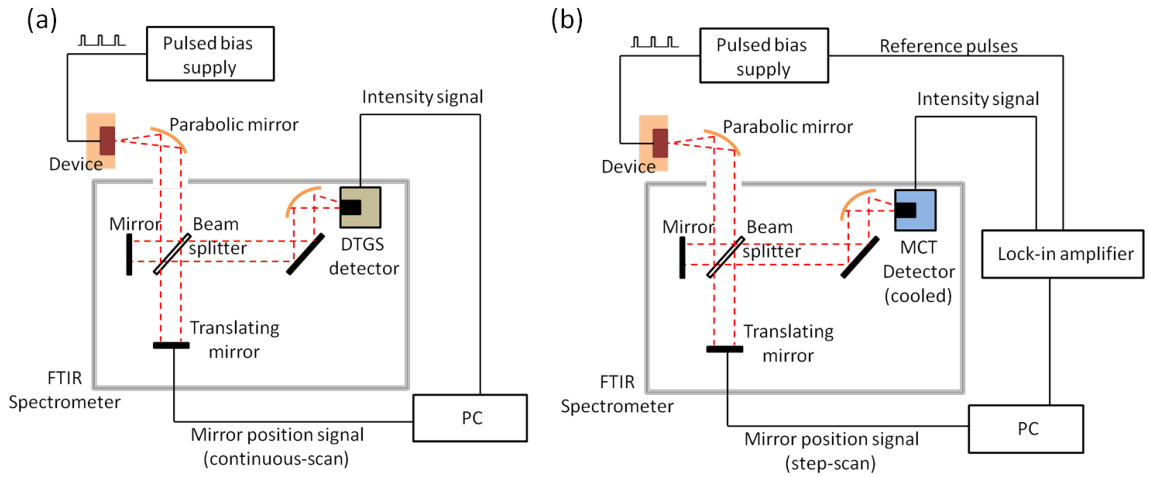 (a)
Pulsed bias
supply
Intensity signal
Parabolic mirror
Device
Mirror
Beam
splitter
DTGS
detector
Translating
mirror
FTIR
Spectrometer
PC
Mirror position signal
(continuous-scan)
(b)
Pulsed bias
supply
Reference pulses
Intensity signal
Parabolic mirror
Device
Mirror
Beam
splitter
MCT
Detector
(cooled)
Lock-in amplifier
Translating
mirror
FTIR
Spectrometer
PC
Mirror position signal
(step-scan)